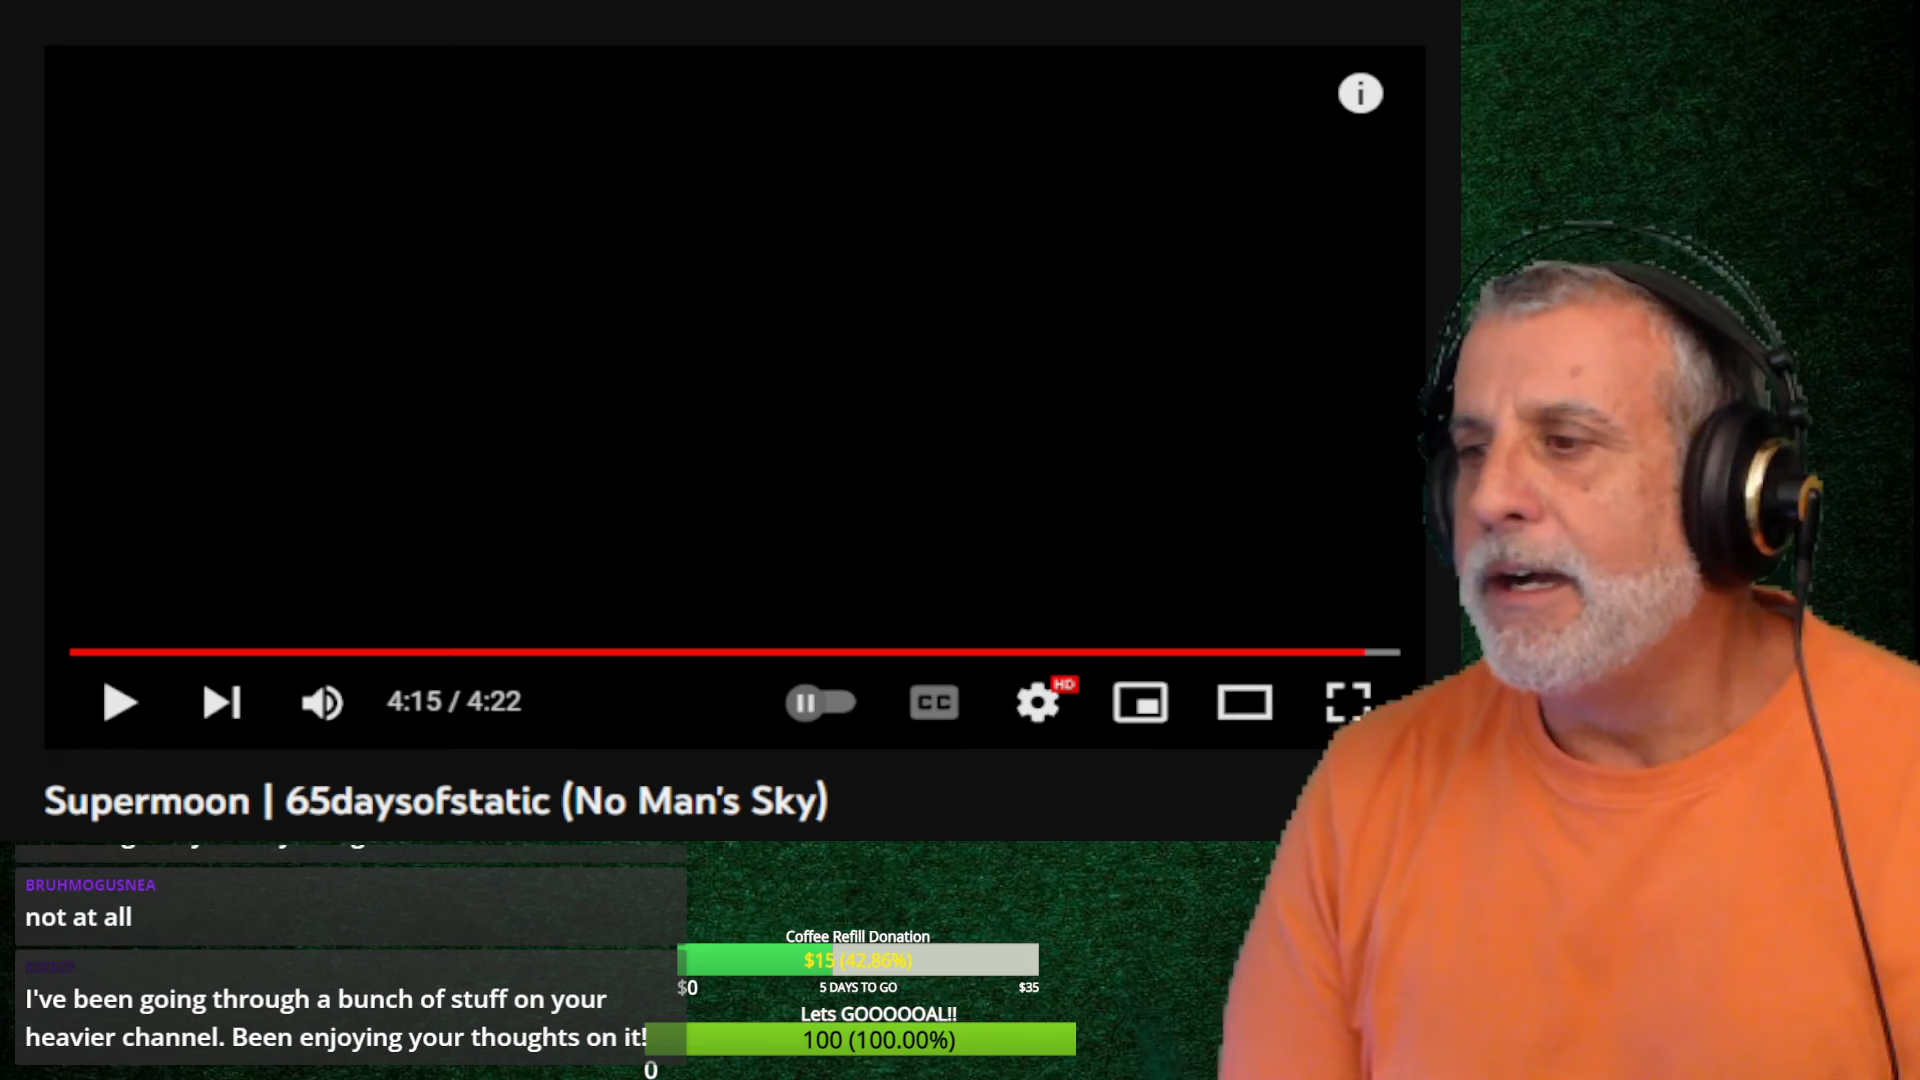 i
HD
4:15 / 4:22
CC
Supermoon | 65daysofstatic (No Man's Sky)
BRUHMOGUSNEA
not at all
I've been going through a bunch of stuff on your
heavier channel. Been enjoying your thoughts on it!
Coffee Refill Donation
$15 (42.86%)
$0
5 DAYS TO GO
$35
Lets GOOOOOAL!!
100 (100.00%)
0